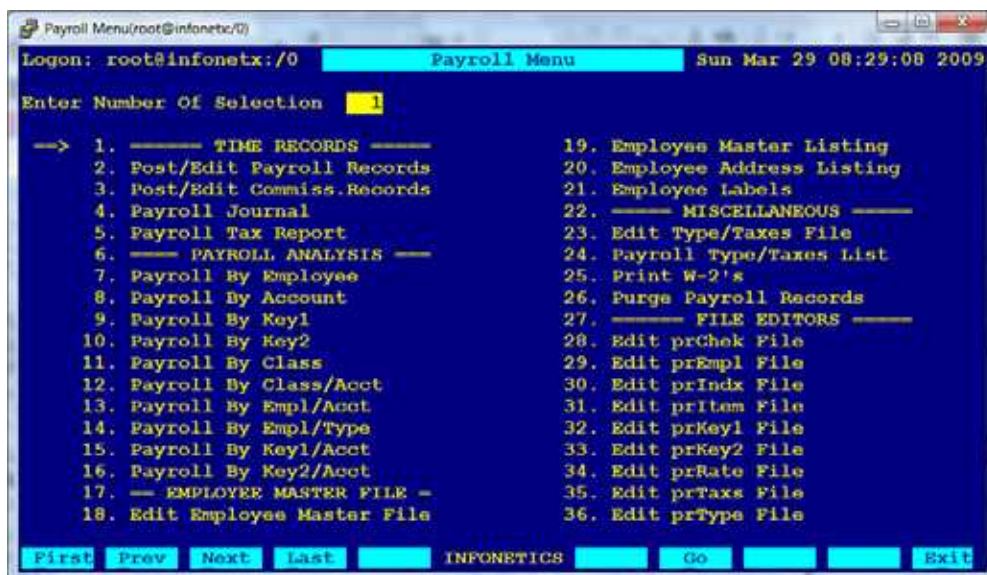 Payroll Menu(root@infonetx:/0)
Logon: root@infonetx:/0 Payroll Menu Sun Mar 29 08:29:08 2009
Enter Number Of Selection 1
==> 1. ====== TIME RECORDS =====
2. Post/Edit Payroll Records
3. Post/Edit Commiss.Records
4. Payroll Journal
5. Payroll Tax Report
6. ==== PAYROLL ANALYSIS ===
7. Payroll By Employee
8. Payroll By Account
9. Payroll By Key1
10. Payroll By Key2
11. Payroll By Class
12. Payroll By Class/Acct
13. Payroll By Empl/Acct
14. Payroll By Empl/Type
15. Payroll By Key1/Acct
16. Payroll By Key2/Acct
17. == EMPLOYEE MASTER FILE =
18. Edit Employee Master File
19. Employee Master Listing
20. Employee Address Listing
21. Employee Labels
22. ===== MISCELLANEOUS =====
23. Edit Type/Taxes File
24. Payroll Type/Taxes List
25. Print W-2's
26. Purge Payroll Records
27. ====== FILE EDITORS =====
28. Edit prChek File
29. Edit prEmpl File
30. Edit prIndx File
31. Edit prItem File
32. Edit prKey1 File
33. Edit prKey2 File
34. Edit prRate File
35. Edit prTaxs File
36. Edit prType File
First Prev Next Last INFONETICS Go Exit